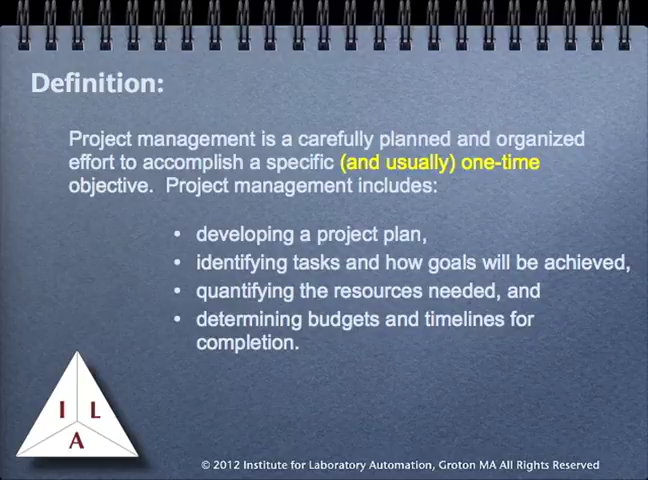 Definition:
Project management is a carefully planned and organized
effort to accomplish a specific (and usually) one-time
objective. Project management includes:
• developing a project plan,
• identifying tasks and how goals will be achieved,
• quantifying the resources needed, and
• determining budgets and timelines for
completion.
I L
A
© 2012 Institute for Laboratory Automation, Groton MA All Rights Reserved